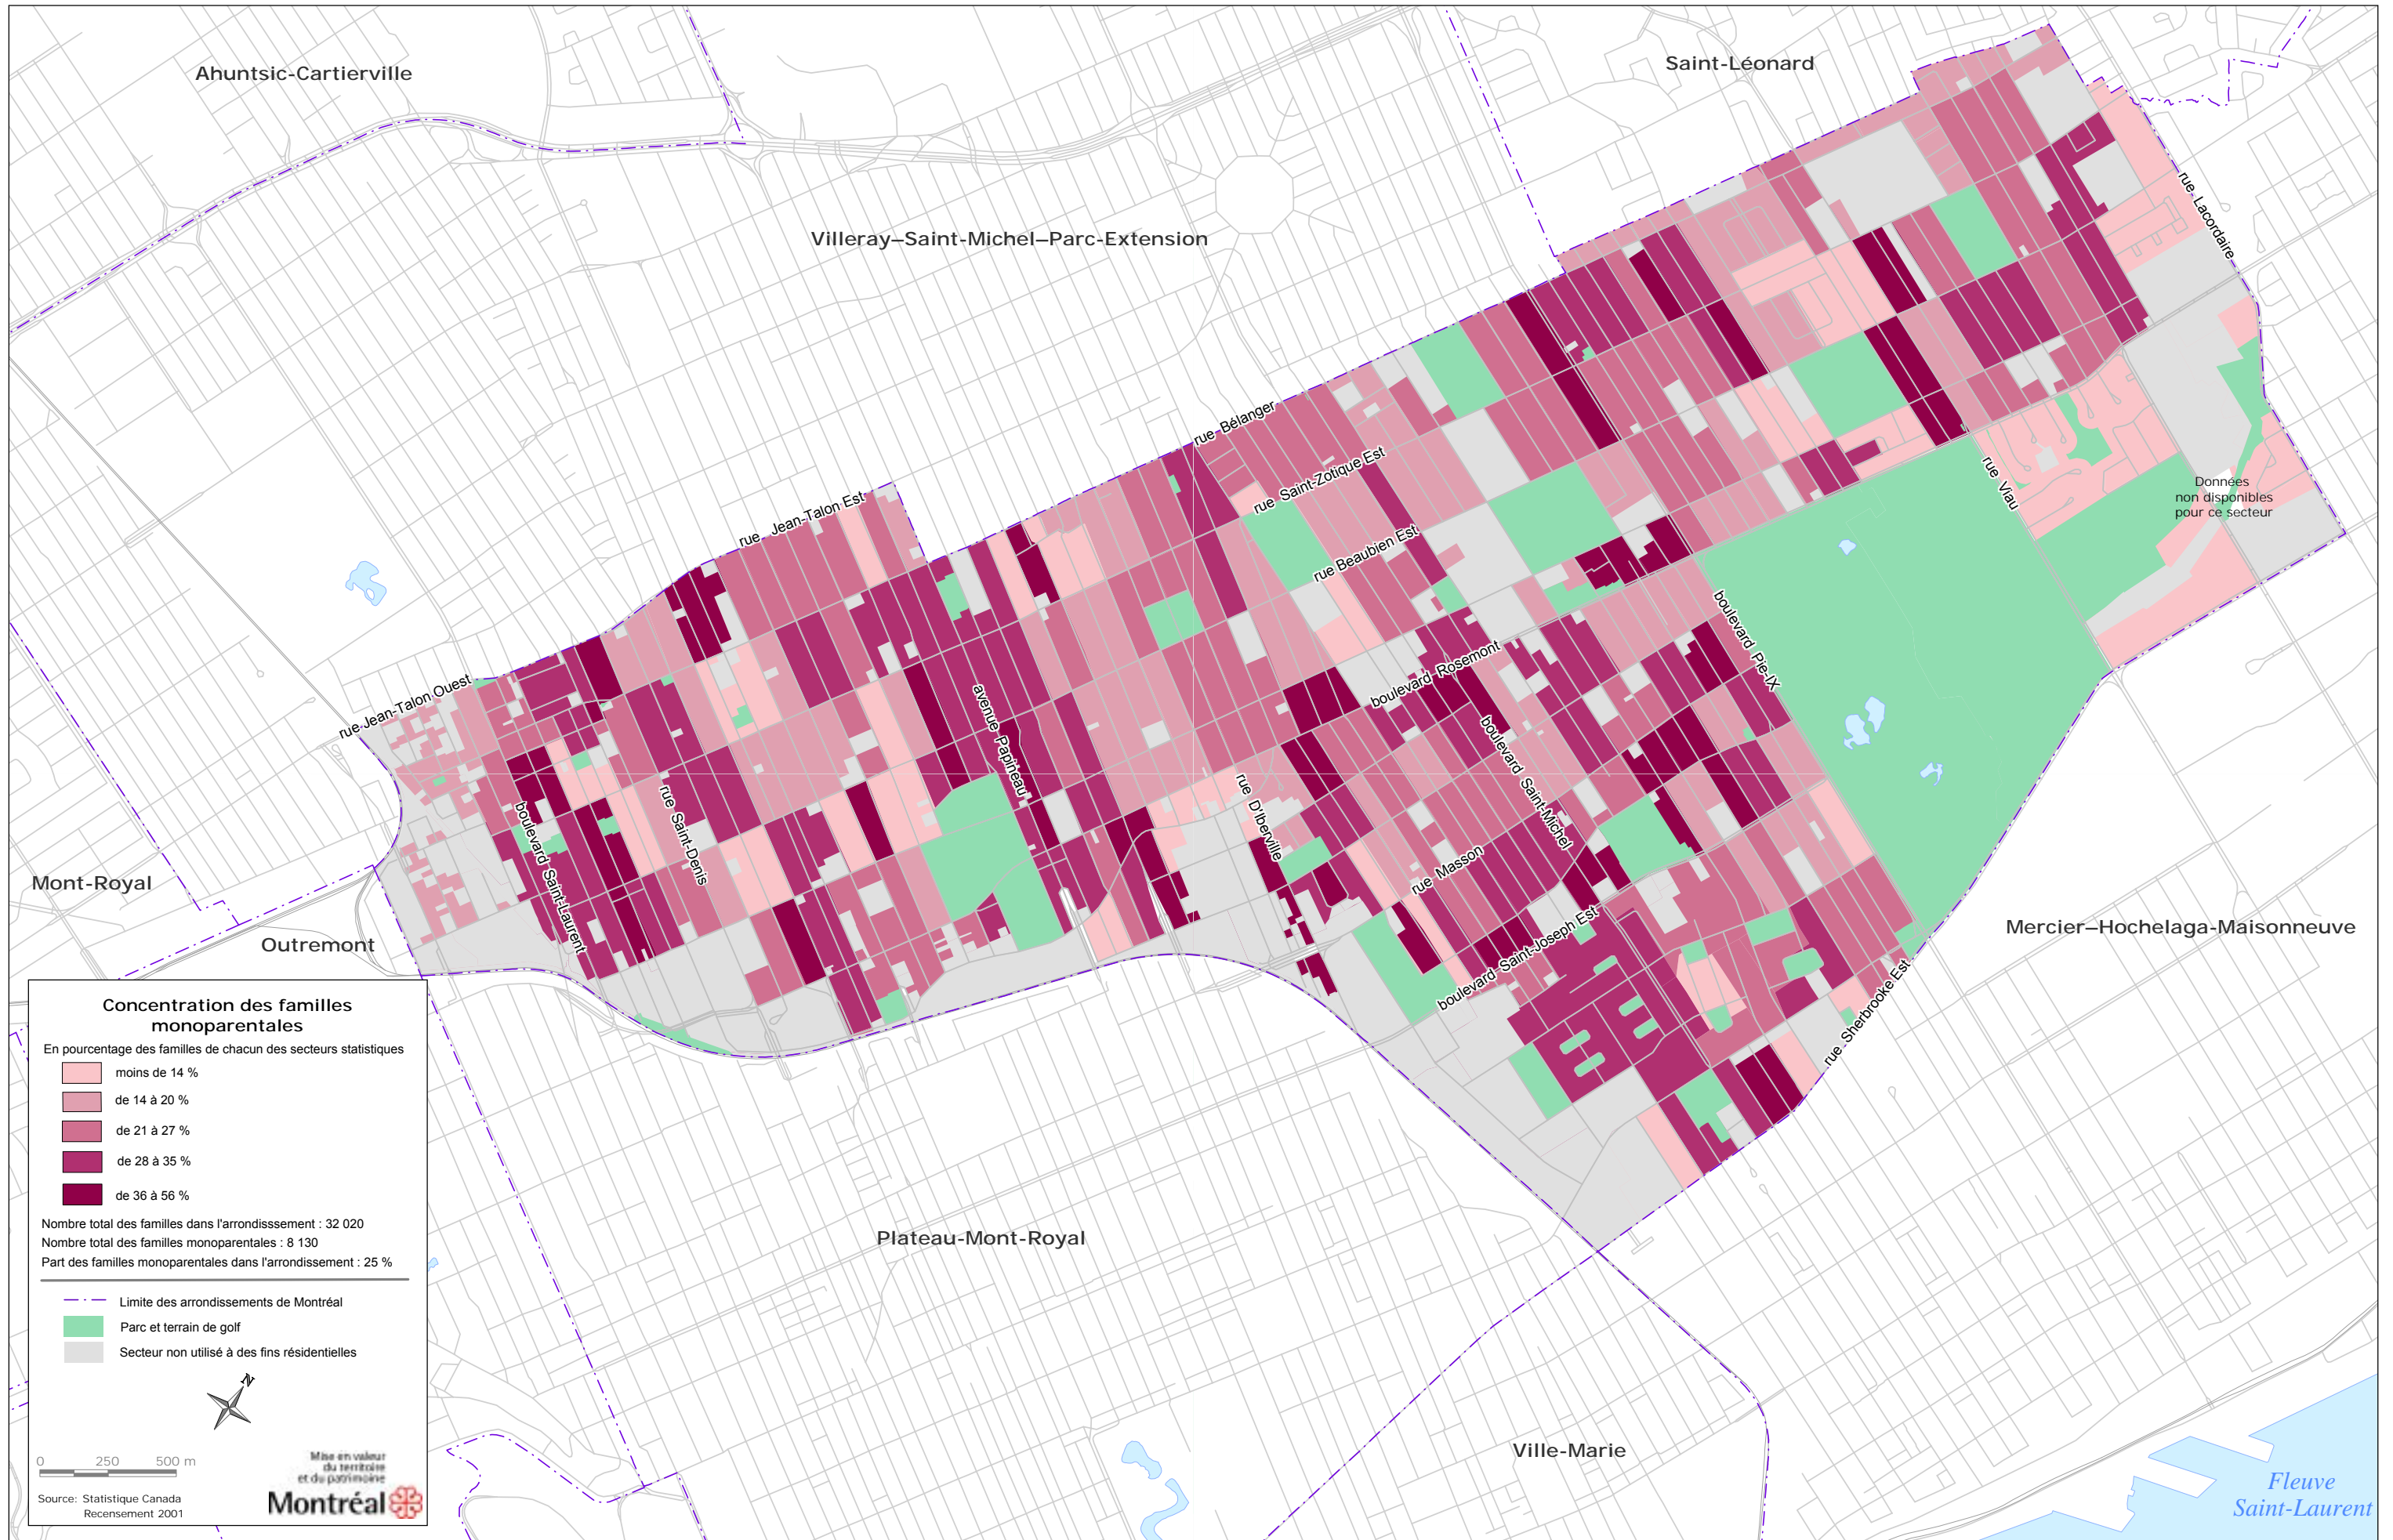 Ahuntsic-Cartierville
Saint-Léonard
Villeray–Saint-Michel–Parc-Extension
rue Lacordaire
rue Bélanger
rue Saint-Zotique Est
rue Jean-Talon Est
rue Beaubien Est
rue Viau
Données
non disponibles
pour ce secteur
boulevard Pie-IX
boulevard Rosemont
rue Jean-Talon Ouest
avenue Papineau
boulevard Saint-Michel
rue D'Iberville
rue Saint-Denis
boulevard Saint-Laurent
rue Masson
boulevard Saint-Joseph Est
rue Sherbrooke Est
Mont-Royal
Outremont
Mercier–Hochelaga-Maisonneuve
Plateau-Mont-Royal
Ville-Marie
Fleuve
Saint-Laurent
Concentration des familles
monoparentales
En pourcentage des familles de chacun des secteurs statistiques
moins de 14 %
de 14 à 20 %
de 21 à 27 %
de 28 à 35 %
de 36 à 56 %
Nombre total des familles dans l'arrondisssement : 32 020
Nombre total des familles monoparentales : 8 130
Part des familles monoparentales dans l'arrondissement : 25 %
Limite des arrondissements de Montréal
Parc et terrain de golf
Secteur non utilisé à des fins résidentielles
N
0 250 500 m
Mise en valeur
du territoire
et du patrimoine
Montréal
Source: Statistique Canada
Recensement 2001